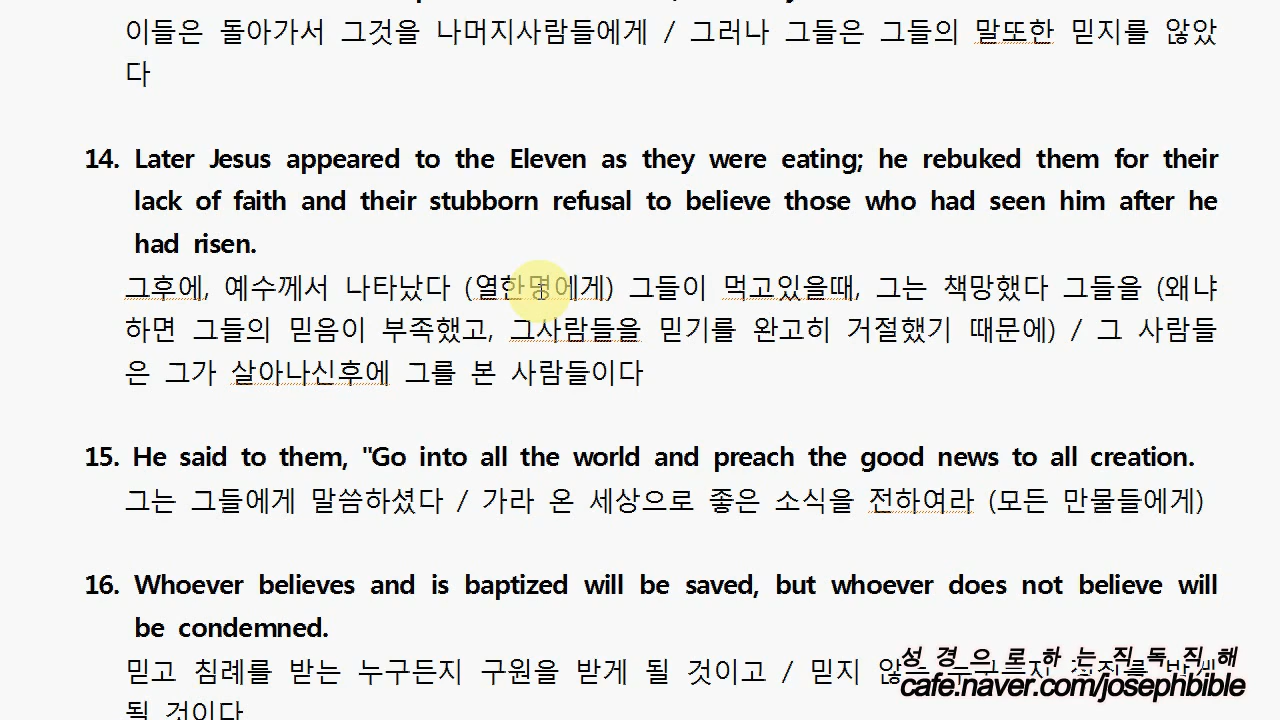 이들은 돌아가서 그것을 나머지사람들에게 / 그러나 그들은 그들의 말또한 믿지를 않았
다
14. Later Jesus appeared to the Eleven as they were eating; he rebuked them for their
lack of faith and their stubborn refusal to believe those who had seen him after he
had risen.
그후에, 예수께서 나타났다 (열한명에게) 그들이 먹고있을때, 그는 책망했다 그들을 (왜냐
하면 그들의 믿음이 부족했고, 그사람들을 믿기를 완고히 거절했기 때문에) / 그 사람들
은 그가 살아나신후에 그를 본 사람들이다
15. He said to them, "Go into all the world and preach the good news to all creation.
그는 그들에게 말씀하셨다 / 가라 온 세상으로 좋은 소식을 전하여라 (모든 만물들에게)
16. Whoever believes and is baptized will be saved, but whoever does not believe will
be condemned.
믿고 침례를 받는 누구든지 구원을 받게 될 것이고 / 믿지
될 것이다
성경으로하는직독직해
cafe.naver.com/josephbible